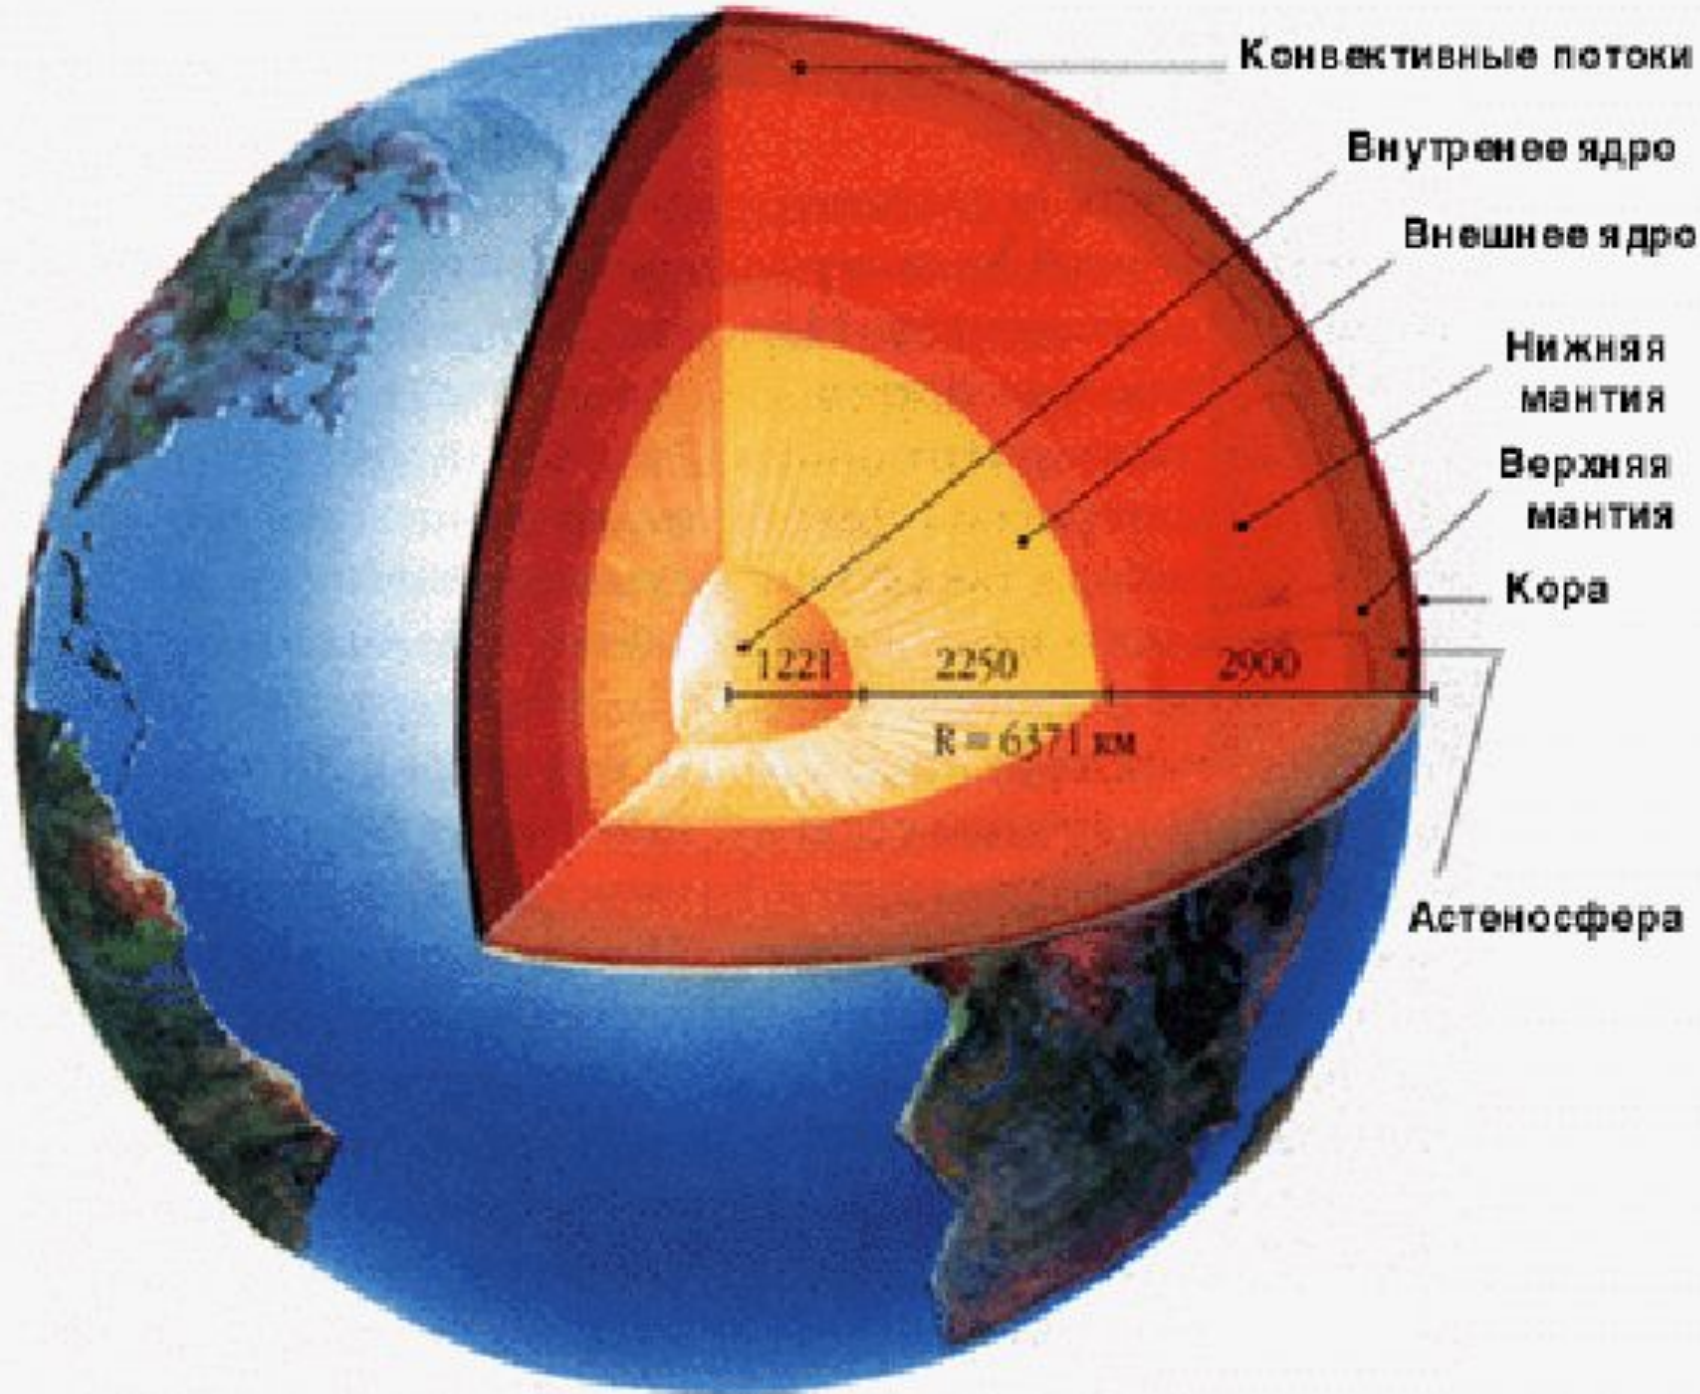 Конвективные потоки
Внутренее ядро
Внешнее ядро
Нижняя
мантия
Верхняя
мантия
Кора
1221 2250 2900
R = 6371 км
Астеносфера